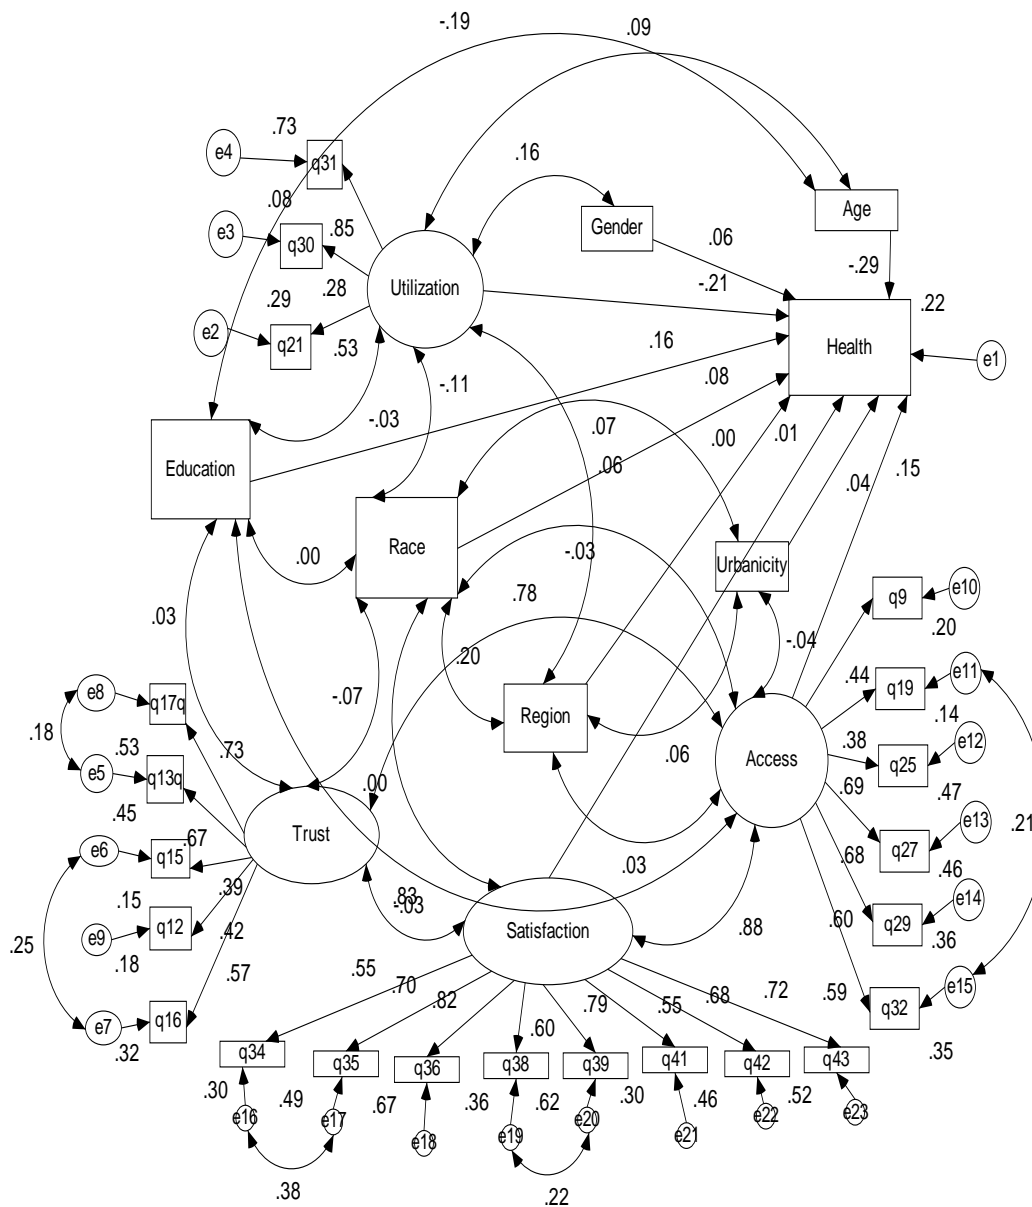 -.19
.09
.73
e4
q31
.16
.08
Age
Gender
e3
q30
.85
.06
-.29
Utilization
.28
-.21
.29
.22
e2
q21
.53
.16
Health
e1
-.11
.08
-.03
.07
.00
.01
Education
.06
.15
.04
Race
.00
-.03
Urbanicity
.78
q9
e10
.03
-.04
.20
.20
e8
q17q
-.07
.44
q19
e11
Region
.14
.18
.53
.73
.38
e12
.06
Access
q25
e5
q13q
.00
.69
.47
.45
Trust
.21
e6
.67
e13
q15
q27
.68
.03
.46
.39
.83
-.03
.15
e14
q12
.42
.60
q29
e9
Satisfaction
.88
.36
.25
.18
.57
.55
.70
.82
.79
.55
.68
.72
.59
e15
q32
e7
q16
.60
.32
.35
q34
q35
q36
q38
q39
q41
q42
q43
.30
.49
.67
.36
.62
.30
.46
.52
e16
e17
e18
e19
e20
e21
e22
e23
.38
.22